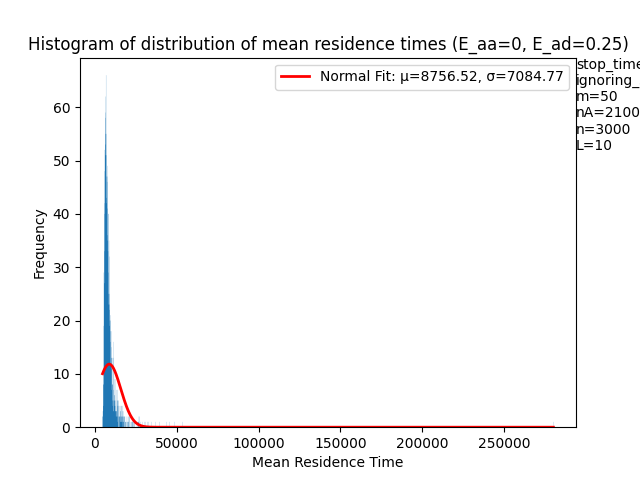 Histogram of distribution of mean residence times (E_aa=0, E_ad=0.25)
Normal Fit: μ=8756.52, σ=7084.77
stop_time
ignoring_
m=50
nA=2100
n=3000
L=10
Frequency
60
50
40
30
20
10
0
0 50000 100000 150000 200000 250000
Mean Residence Time